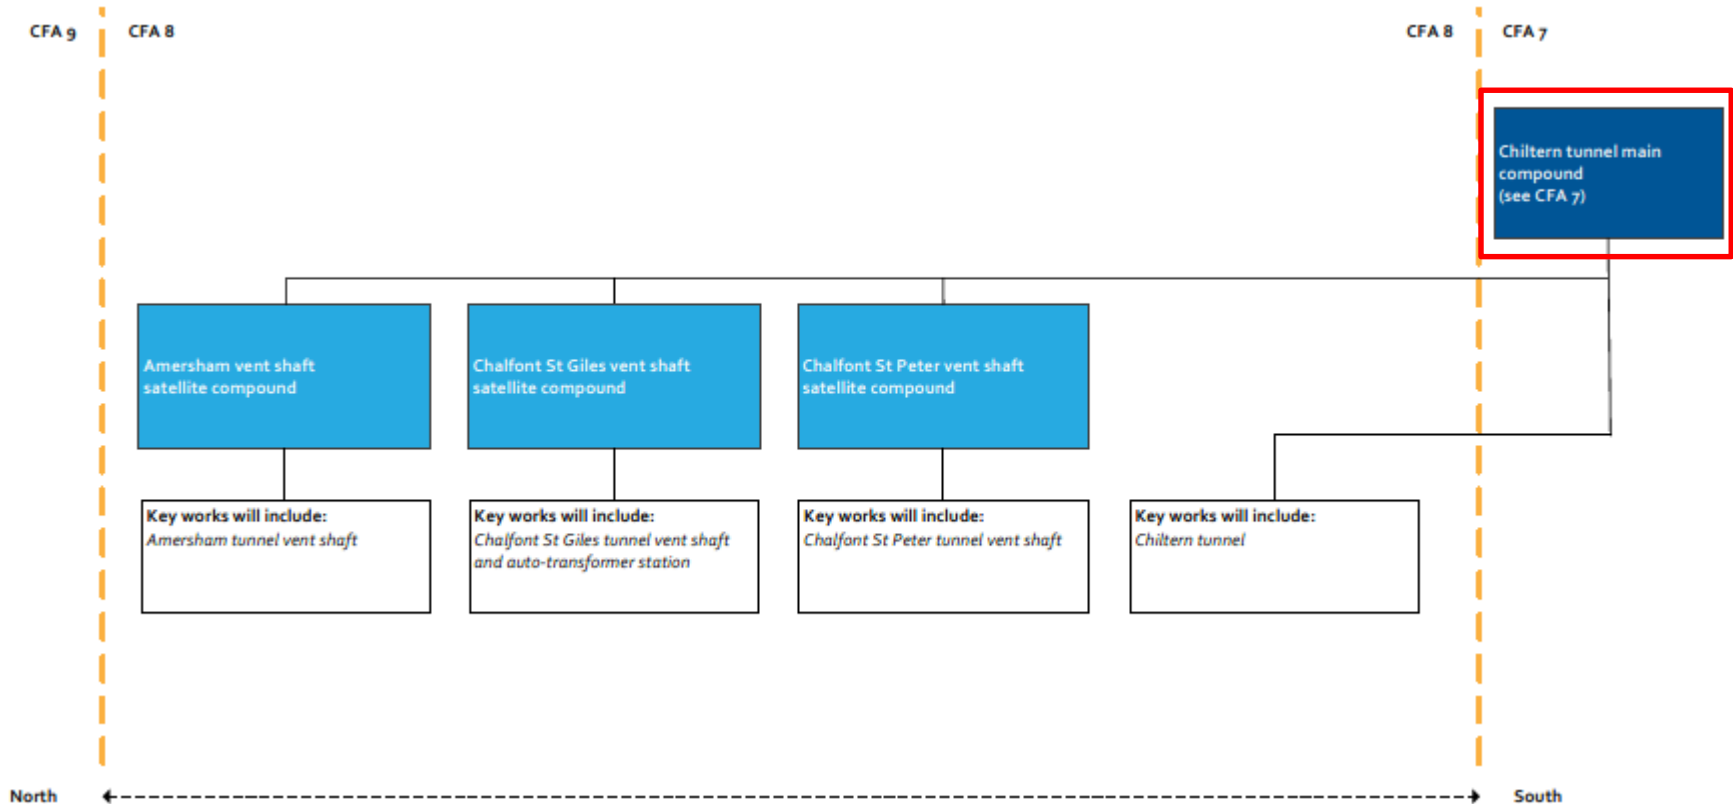 CFA 9
CFA 8
CFA 8
CFA 7
Chiltern tunnel main
compound
(see CFA 7)
Amersham vent shaft
satellite compound
Chalfont St Giles vent shaft
satellite compound
Chalfont St Peter vent shaft
satellite compound
Key works will include:
Amersham tunnel vent shaft
Key works will include:
Chalfont St Giles tunnel vent shaft
and auto-transformer station
Key works will include:
Chalfont St Peter tunnel vent shaft
Key works will include:
Chiltern tunnel
North
South